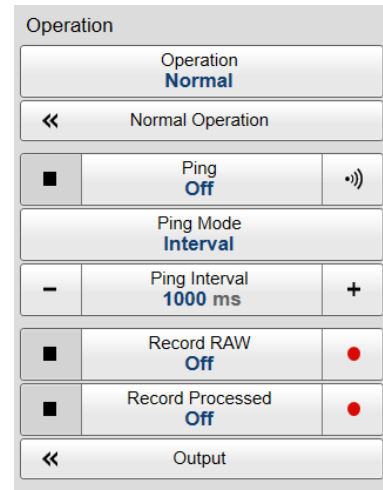 Operation
Operation
Normal
Normal Operation
Ping
Off
Ping Mode
Interval
Ping Interval
1000 ms
Record RAW
Off
Record Processed
Off
Output